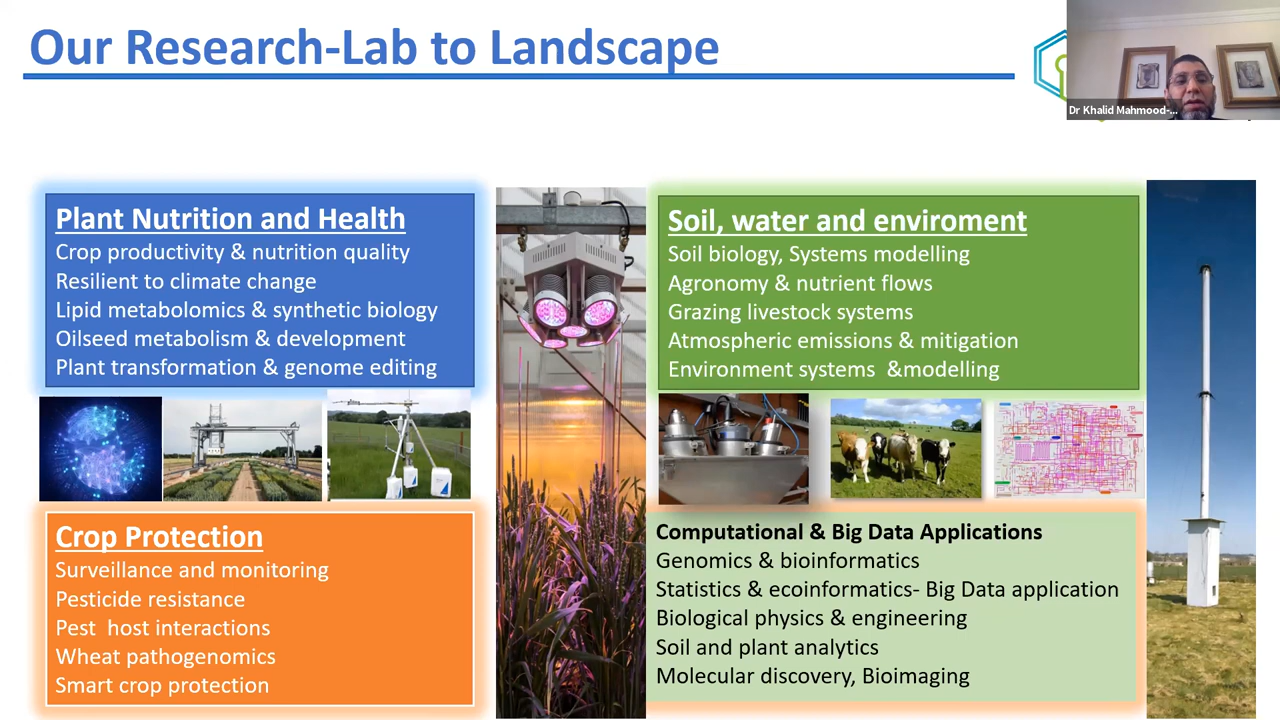 Our Research-Lab to Landscape
Dr Khalid Mahmood-...
Plant Nutrition and Health
Crop productivity & nutrition quality
Resilient to climate change
Lipid metabolomics & synthetic biology
Oilseed metabolism & development
Plant transformation & genome editing
Soil, water and enviroment
Soil biology, Systems modelling
Agronomy & nutrient flows
Grazing livestock systems
Atmospheric emissions & mitigation
Environment systems &modelling
Crop Protection
Surveillance and monitoring
Pesticide resistance
Pest host interactions
Wheat pathogenomics
Smart crop protection
Computational & Big Data Applications
Genomics & bioinformatics
Statistics & ecoinformatics- Big Data application
Biological physics & engineering
Soil and plant analytics
Molecular discovery, Bioimaging